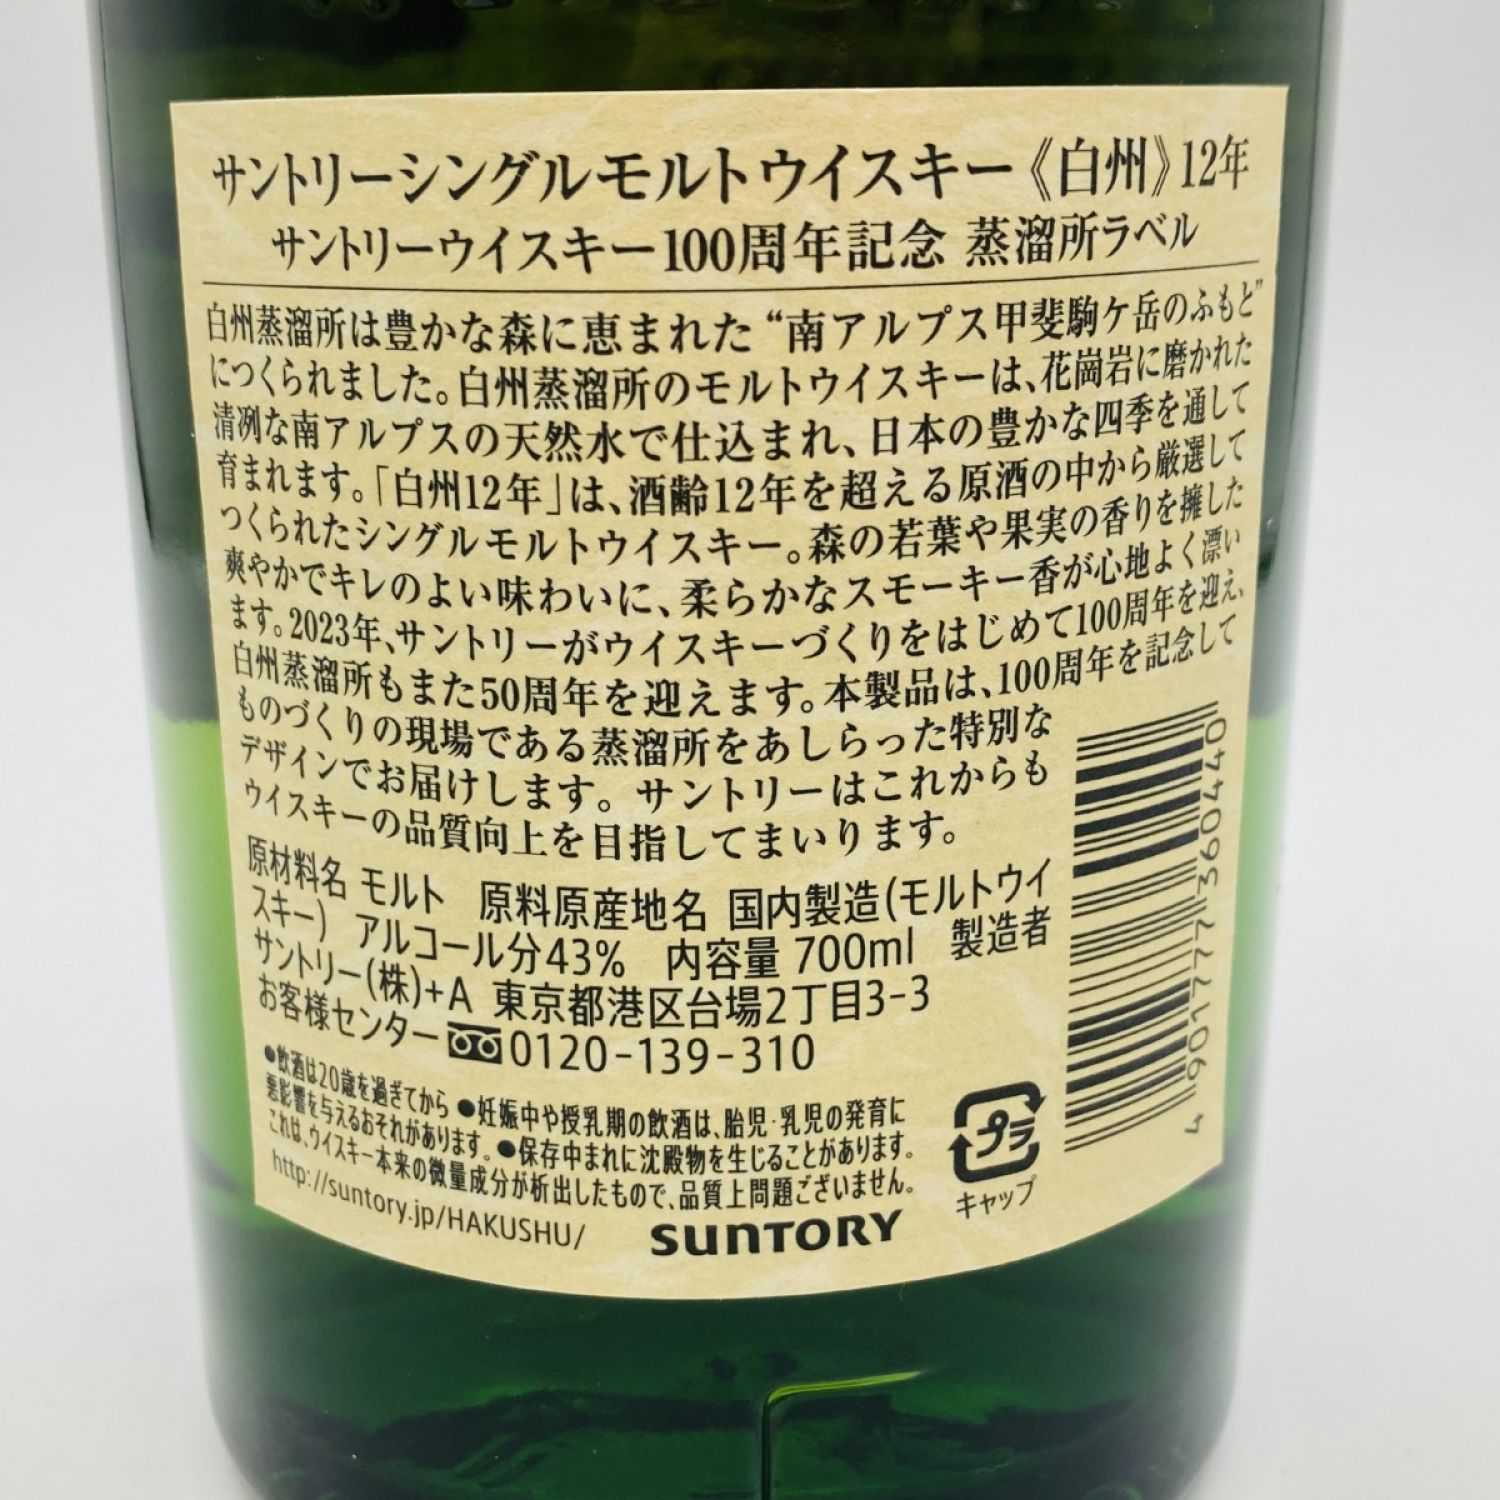 サントリーシングルモルトウイスキー《白州》12年
サントリーウイスキー100周年記念 蒸溜所ラベル
白州蒸溜所は豊かな森に恵まれた“南アルプス甲斐駒ケ岳のふもと”
につくられました。白州蒸溜所のモルトウイスキーは、花崗岩に磨かれた
清冽な南アルプスの天然水で仕込まれ、日本の豊かな四季を通して
育まれます。「白州12年」は、酒齢12年を超える原酒の中から厳選して
つくられたシングルモルトウイスキー。森の若葉や果実の香りを擁した
爽やかでキレのよい味わいに、柔らかなスモーキー香が心地よく漂い
ます。2023年、サントリーがウイスキーづくりをはじめて100周年を迎え、
白州蒸溜所もまた50周年を迎えます。本製品は、100周年を記念して
ものづくりの現場である蒸溜所をあしらった特別な
デザインでお届けします。サントリーはこれからも
ウイスキーの品質向上を目指してまいります。
原材料名 モルト 原料原産地名 国内製造(モルトウイ
スキー) アルコール分43% 内容量 700ml 製造者
サントリー(株)+A 東京都港区台場2丁目3-3
お客様センター 0120-139-310
●飲酒は20歳を過ぎてから ●妊娠中や授乳期の飲酒は、胎児・乳児の発育に
悪影響を与えるおそれがあります。●保存中まれに沈殿物を生じることがあります。
これは、ウイスキー本来の微量成分が析出したもので、品質上問題ございません。
http://suntory.jp/HAKUSHU/
SUNTORY
プラ
キャップ
4901777360440